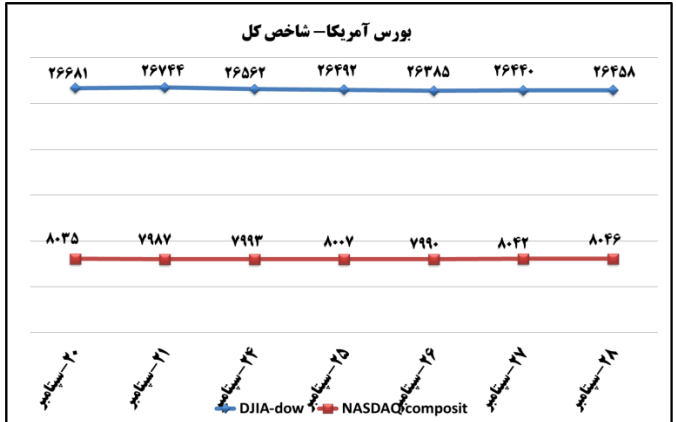 بورس آمریکا- شاخص کل
۲۶۶۸۱ ۲۶۷۴۴ ۲۶۵۶۲ ۲۶۴۹۲ ۲۶۳۸۵ ۲۶۴۴۰ ۲۶۴۵۸
۸۰۳۵ ۷۹۸۷ ۷۹۹۳ ۸۰۰۷ ۷۹۹۰ ۸۰۴۲ ۸۰۴۶
۲۰-سپتامبر ۲۱-سپتامبر ۲۴-سپتامبر ۲۵-سپتامبر ۲۶-سپتامبر ۲۷-سپتامبر ۲۸-سپتامبر
DJIA-dow NASDAQ composit